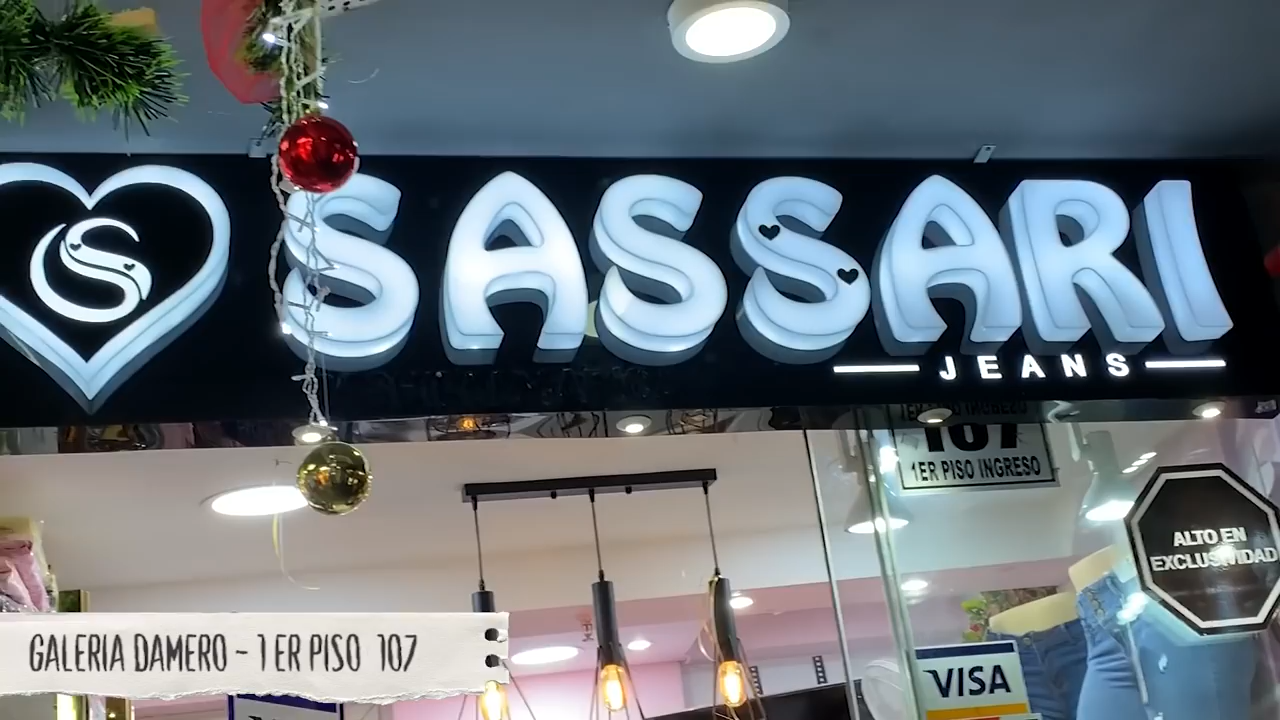 S
SASSARI
JEANS
107
1ER PISO INGRESO
ALTO EN
EXCLUSIVIDAD
VISA
GALERIA DAMERO - 1 ER PISO 107